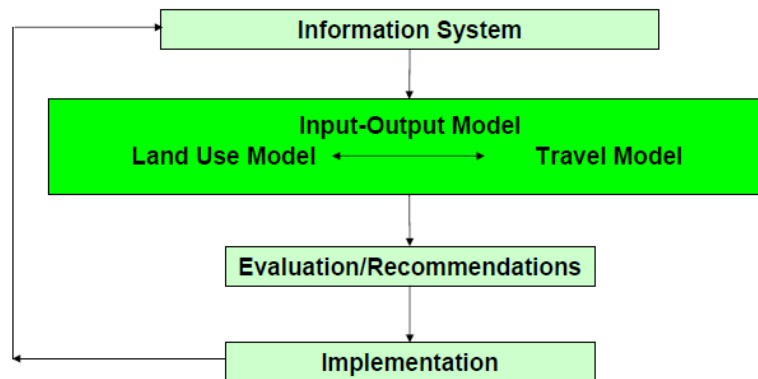 Information System
Input-Output Model
Land Use Model Travel Model
Evaluation/Recommendations
Implementation